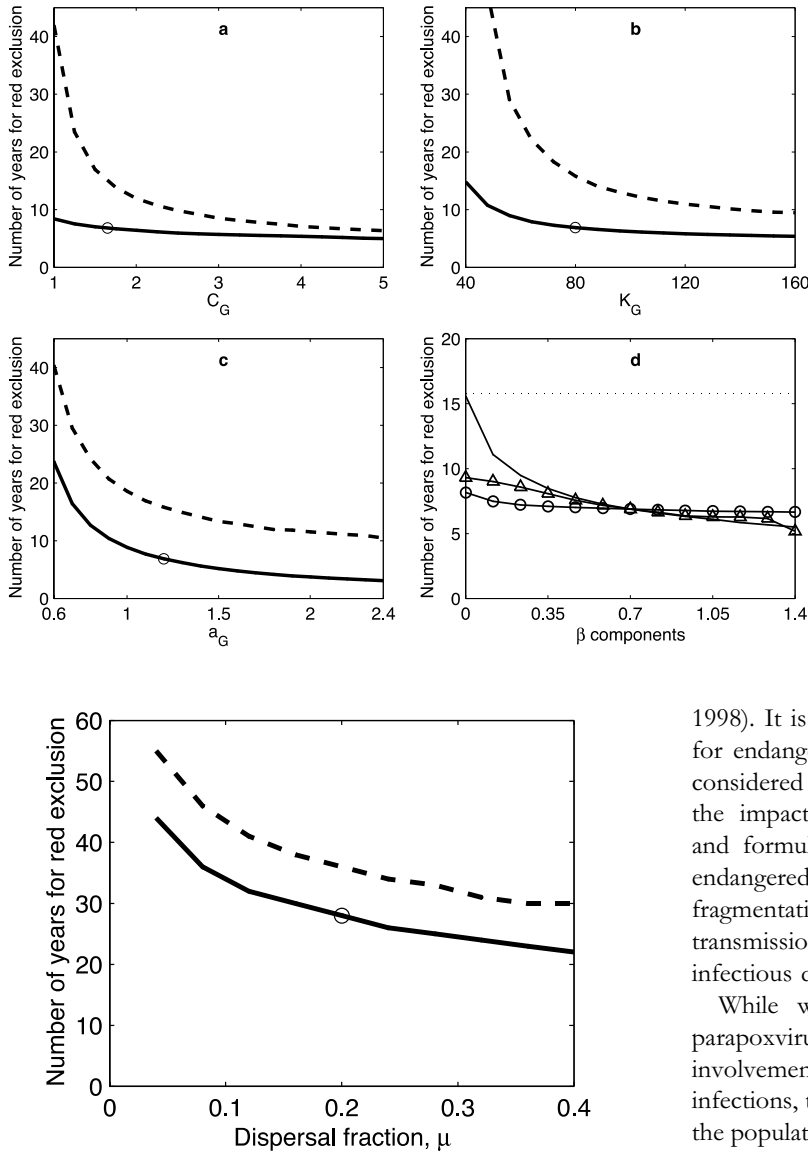 a
Number of years for red exclusion
40
30
20
10
0
1 2 3 4 5
C_G
b
Number of years for red exclusion
40
30
20
10
0
40 80 120 160
K_G
c
Number of years for red exclusion
40
30
20
10
0
0.6 1 1.5 2 2.4
a_G
d
Number of years for red exclusion
20
15
10
5
0
0 0.35 0.7 1.05 1.4
β components
Number of years for red exclusion
60
50
40
30
20
10
0
0 0.1 0.2 0.3 0.4
Dispersal fraction, μ
1998). It is
for endange
considered
the impact
and formul
endangered
fragmentati
transmissio
infectious d
While w
parapoxviru
involvemen
infections, t
the populat